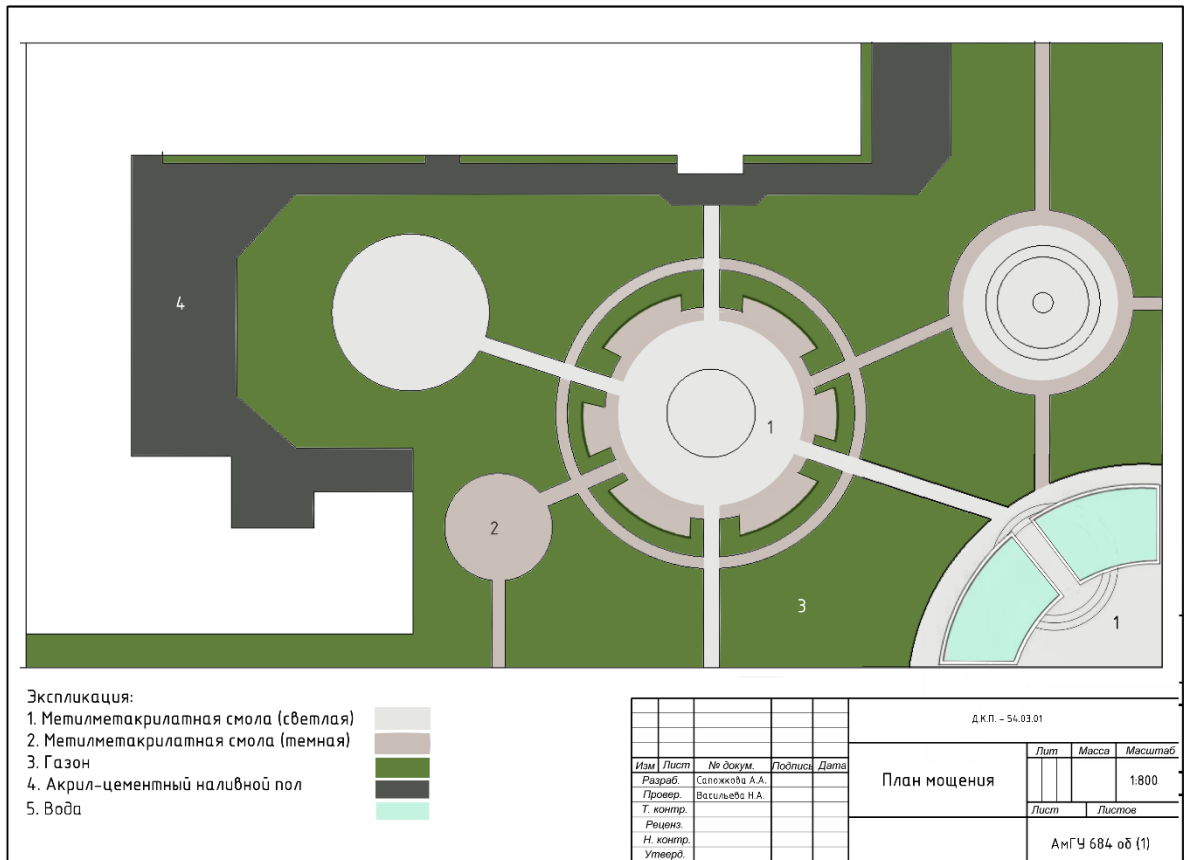 4
1
2
3
1
Экспликация:
1. Метилметакрилатная смола (светлая)
2. Метилметакрилатная смола (темная)
3. Газон
4. Акрил-цементный наливной пол
5. Вода
Д.К.П. – 54.03.01
Изм Лист № докум. Подпись Дата
Разраб. Сапожкова А.А.
Провер. Васильева Н.А.
Т. контр.
Реценз.
Н. контр.
Утверд.
План мощения
Лит Масса Масштаб
1:800
Лист Листов
АмГУ 684 об (1)